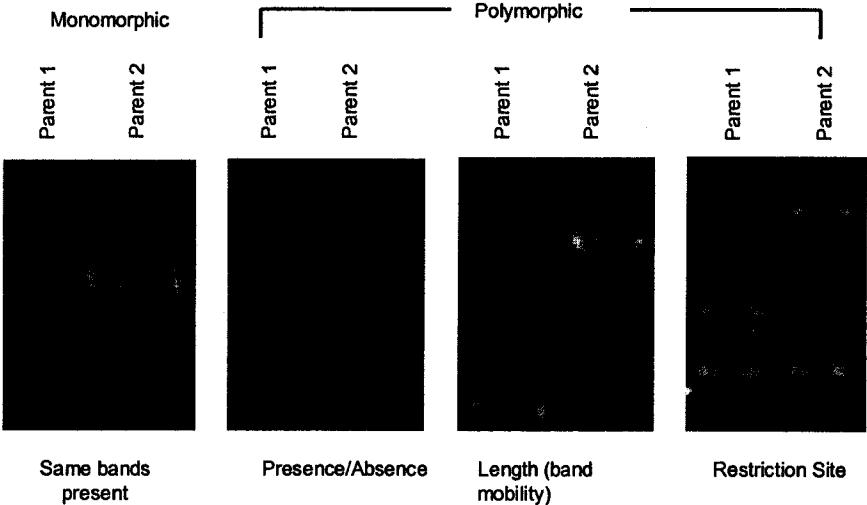 Monomorphic
Polymorphic
Parent 1
Parent 2
Parent 1
Parent 2
Parent 1
Parent 2
Parent 1
Parent 2
Same bands
present
Presence/Absence
Length (band
mobility)
Restriction Site